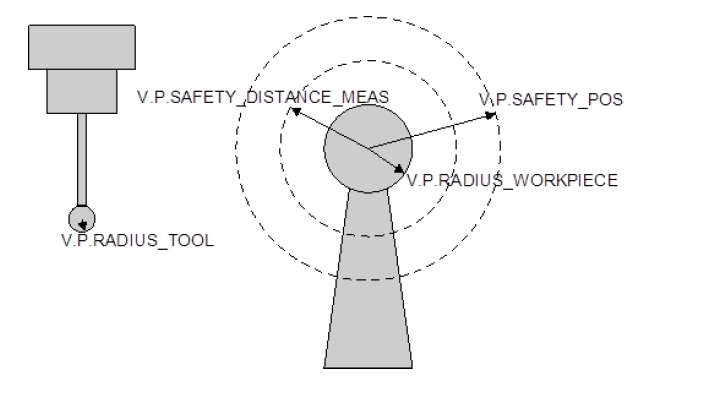 V.P.SAFETY_DISTANCE_MEAS
V.P.SAFETY_POS
V.P.RADIUS_WORKPIECE
V.P.RADIUS_TOOL